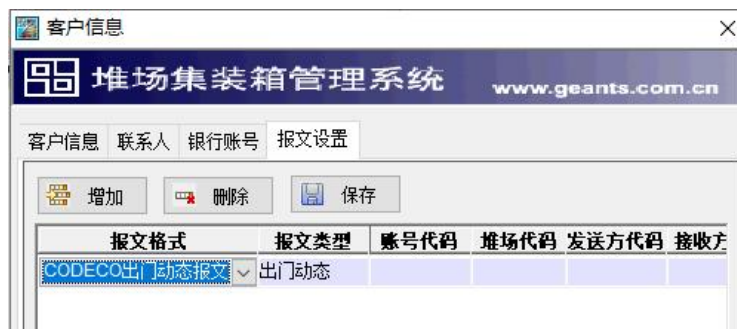 客户信息
堆场集装箱管理系统 www.geants.com.cn
客户信息 联系人 银行账号 报文设置
增加 删除 保存
报文格式 报文类型 账号代码 堆场代码 发送方代码 接收方
CODECO出门动态报文 出门动态